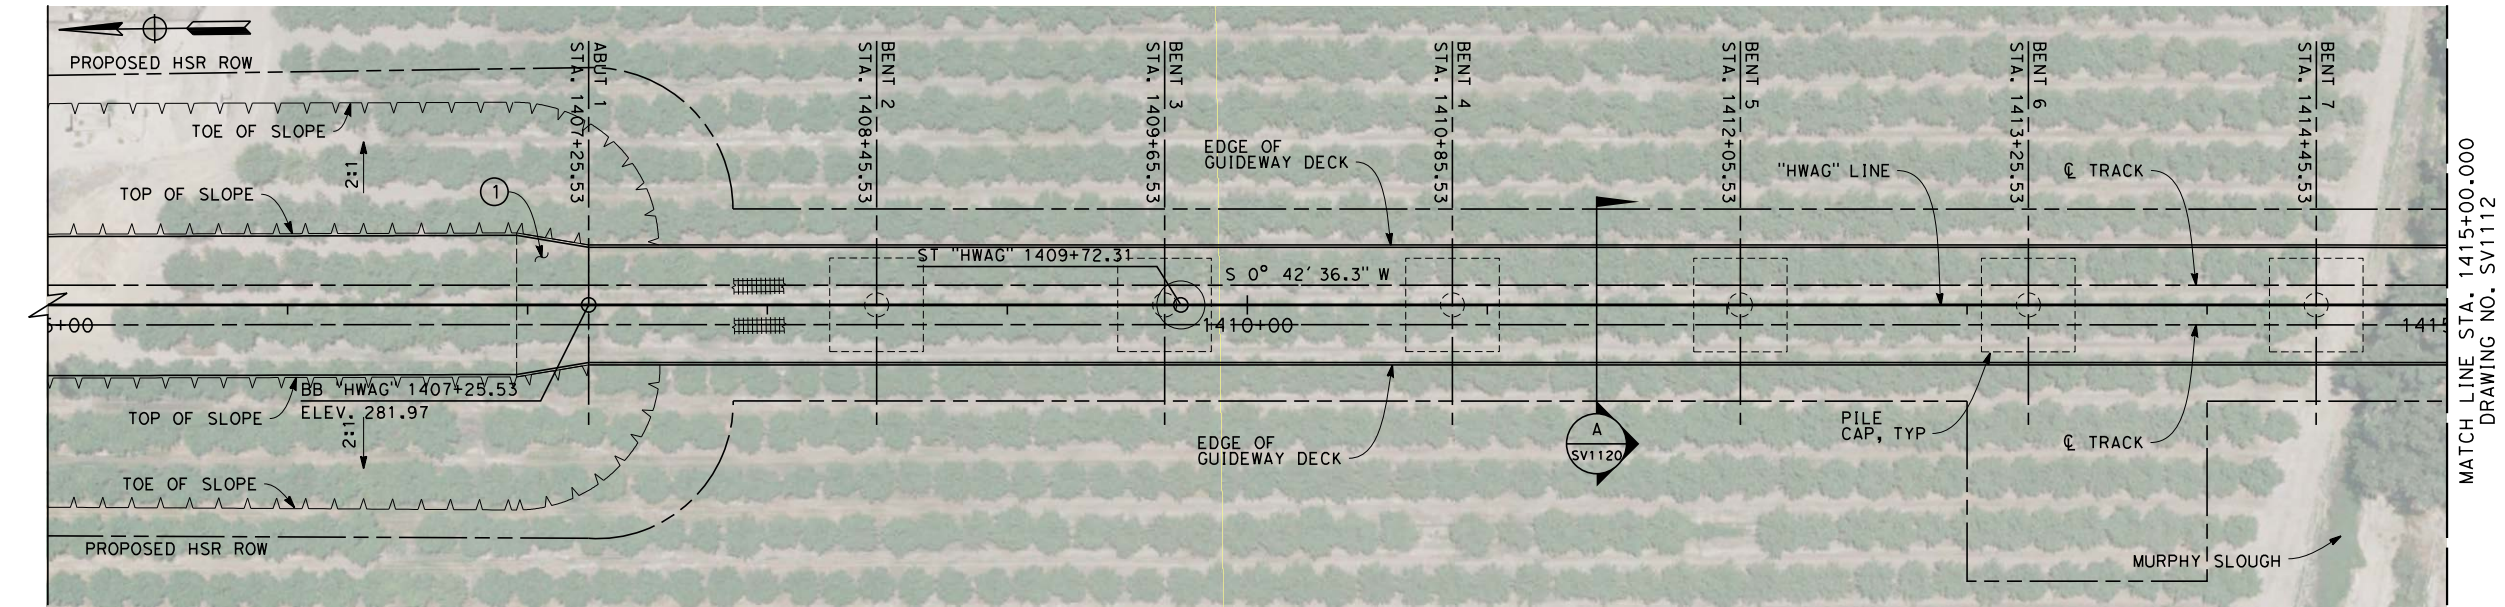 PROPOSED HSR ROW
TOE OF SLOPE
2:1
TOP OF SLOPE
1
ABUT 1
STA. 1407+25.53
BENT 2
STA. 1408+45.53
BENT 3
STA. 1409+65.53
BENT 4
STA. 1410+85.53
BENT 5
STA. 1412+05.53
BENT 6
STA. 1413+25.53
BENT 7
STA. 1414+45.53
EDGE OF
GUIDEWAY DECK
"HWAG" LINE
℄ TRACK
ST "HWAG" 1409+72.31
S 0° 42' 36.3" W
5+00
1410+00
1415
BB "HWAG" 1407+25.53
ELEV. 281.97
TOP OF SLOPE
2:1
TOE OF SLOPE
PROPOSED HSR ROW
EDGE OF
GUIDEWAY DECK
A
SV1120
PILE
CAP, TYP
℄ TRACK
MURPHY SLOUGH
MATCH LINE STA. 1415+00.000
DRAWING NO. SV1112